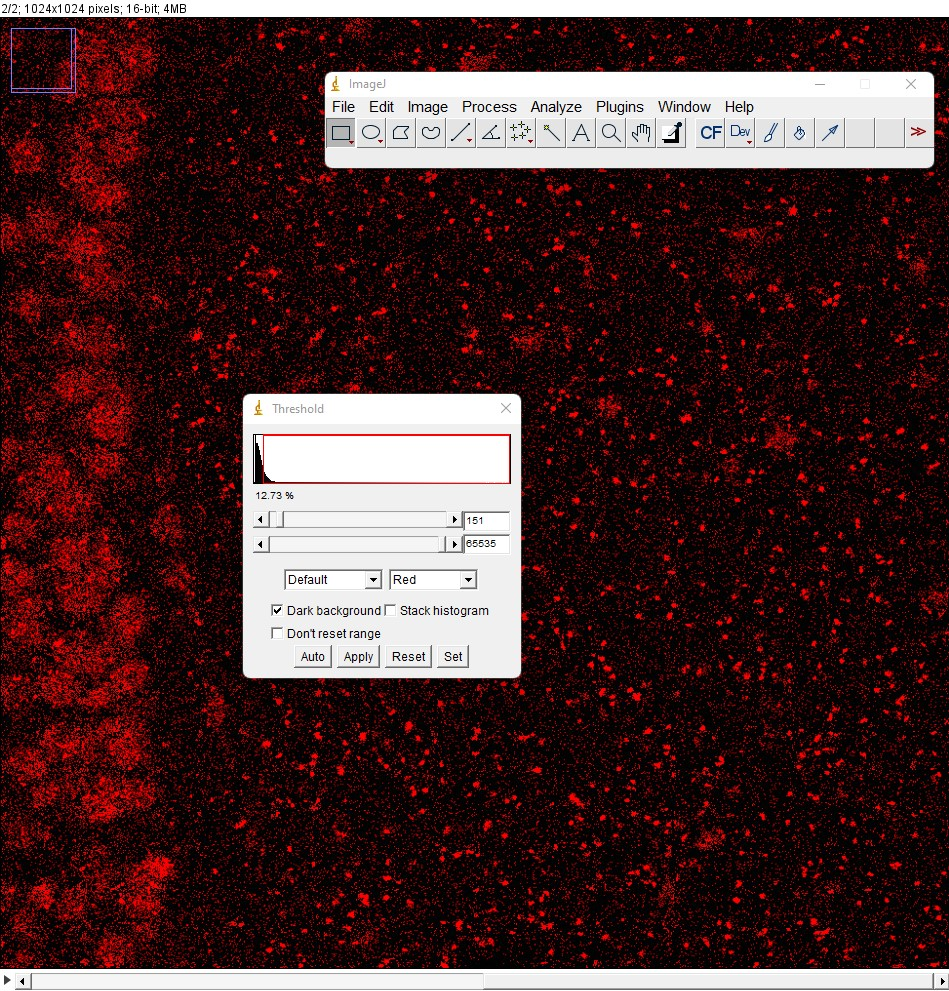 2/2; 1024x1024 pixels; 16-bit; 4MB
ImageJ
File Edit Image Process Analyze Plugins Window Help
CF Dev
Threshold
12.73 %
151
65535
Default Red
Dark background Stack histogram
Don't reset range
Auto Apply Reset Set